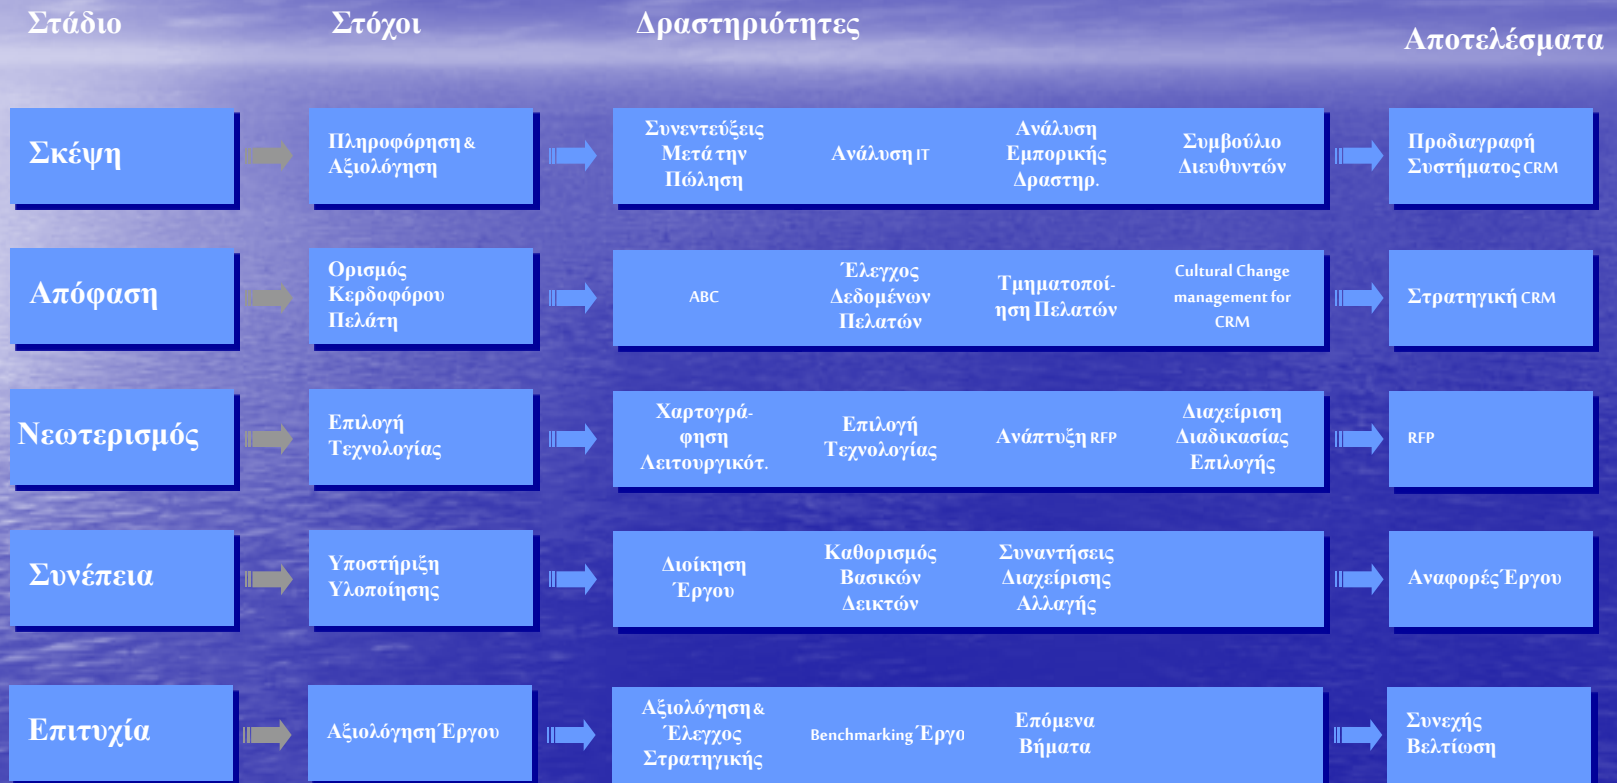 Στάδιο
Στόχοι
Δραστηριότητες
Αποτελέσματα
Σκέψη
Πληροφόρηση &
Αξιολόγηση
Συνεντεύξεις
Μετά την
Πώληση
Ανάλυση IT
Ανάλυση
Εμπορικής
Δραστηρ.
Συμβούλιο
Διευθυντών
Προδιαγραφή
Συστήματος CRM
Απόφαση
Ορισμός
Κερδοφόρου
Πελάτη
ABC
Έλεγχος
Δεδομένων
Πελατών
Τμηματοποί-
ηση Πελατών
Cultural Change
management for
CRM
Στρατηγική CRM
Νεωτερισμός
Επιλογή
Τεχνολογίας
Χαρτογρά-
φηση
Λειτουργικότ.
Επιλογή
Τεχνολογίας
Ανάπτυξη RFP
Διαχείριση
Διαδικασίας
Επιλογής
RFP
Συνέπεια
Υποστήριξη
Υλοποίησης
Διοίκηση
Έργου
Καθορισμός
Βασικών
Δεικτών
Συναντήσεις
Διαχείρισης
Αλλαγής
Αναφορές Έργου
Επιτυχία
Αξιολόγηση Έργου
Αξιολόγηση &
Έλεγχος
Στρατηγικής
Benchmarking Έργο
Επόμενα
Βήματα
Συνεχής
Βελτίωση